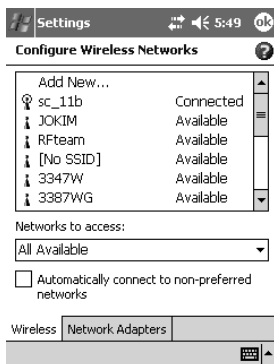 Settings 5:49 ok
Configure Wireless Networks ?
Add New...
sc_11b Connected
JOKIM Available
RFteam Available
[No SSID] Available
3347W Available
3387WG Available
Networks to access:
All Available
Automatically connect to non-preferred
networks
Wireless Network Adapters